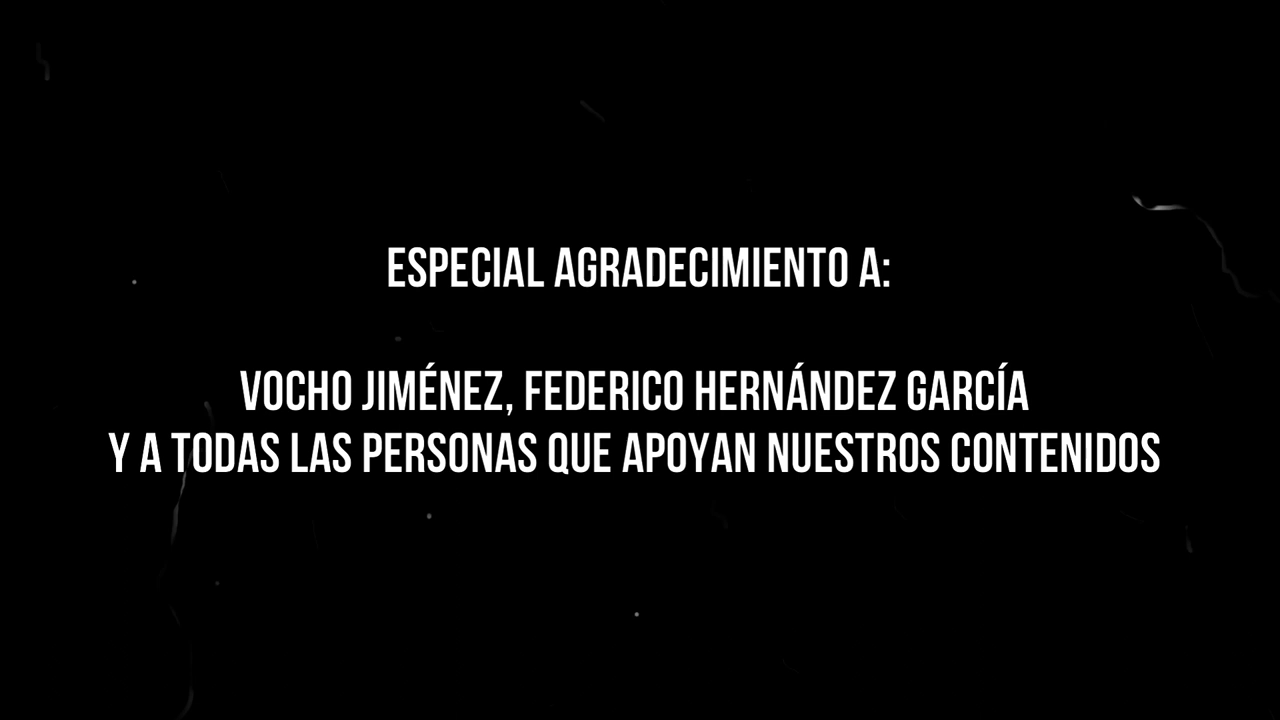 ESPECIAL AGRADECIMIENTO A:
VOCHO JIMÉNEZ, FEDERICO HERNÁNDEZ GARCÍA
Y A TODAS LAS PERSONAS QUE APOYAN NUESTROS CONTENIDOS